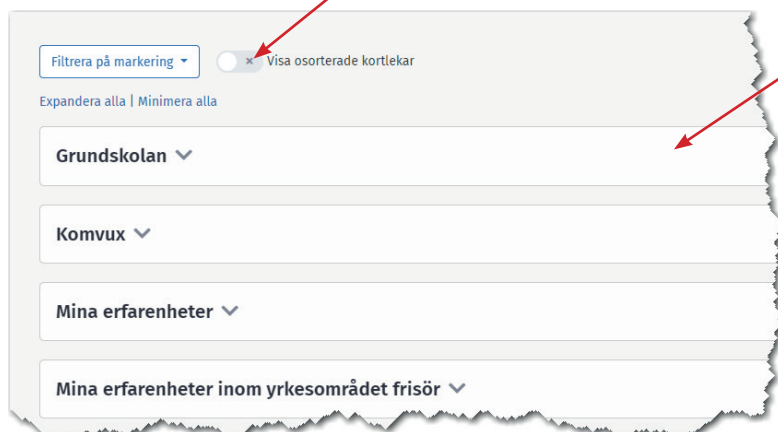 Filtrera på markering
Visa osorterade kortlekar
Expandera alla | Minimera alla
Grundskolan
Komvux
Mina erfarenheter
Mina erfarenheter inom yrkesområdet frisör